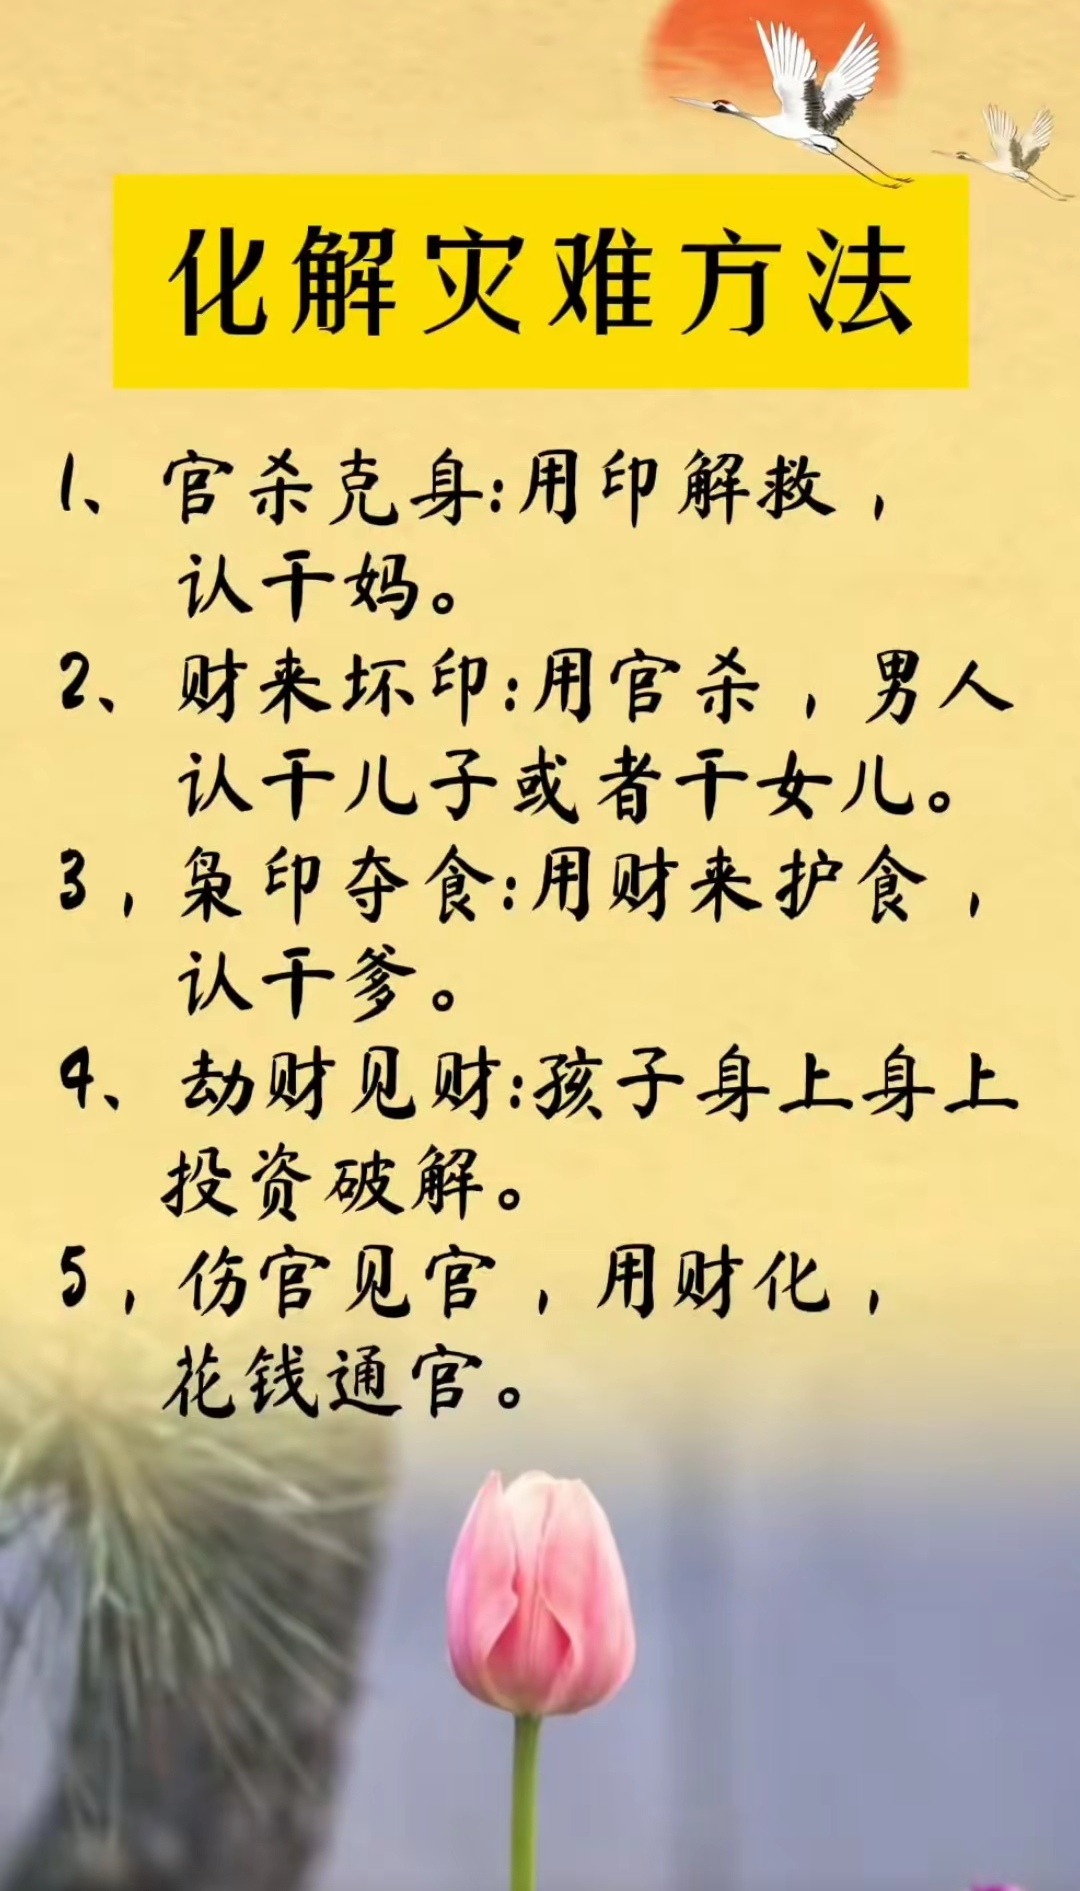 化解灾难方法
1、官杀克身:用印解救，
认干妈。
2、财来坏印:用官杀，男人
认干儿子或者干女儿。
3，枭印夺食:用财来护食，
认干爹。
4、劫财见财:孩子身上身上
投资破解。
5，伤官见官，用财化，
花钱通官。